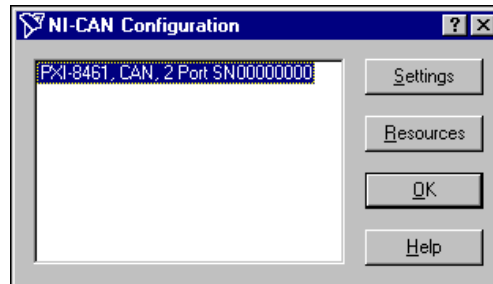 NI-CAN Configuration
PXI-8461, CAN, 2 Port SN00000000
Settings
Resources
OK
Help